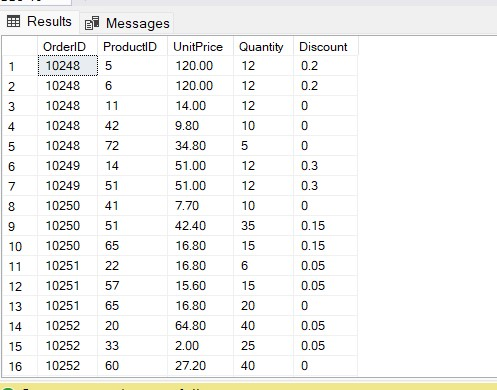 Results Messages
OrderID ProductID UnitPrice Quantity Discount
1 10248 5 120.00 12 0.2
2 10248 6 120.00 12 0.2
3 10248 11 14.00 12 0
4 10248 42 9.80 10 0
5 10248 72 34.80 5 0
6 10249 14 51.00 12 0.3
7 10249 51 51.00 12 0.3
8 10250 41 7.70 10 0
9 10250 51 42.40 35 0.15
10 10250 65 16.80 15 0.15
11 10251 22 16.80 6 0.05
12 10251 57 15.60 15 0.05
13 10251 65 16.80 20 0
14 10252 20 64.80 40 0.05
15 10252 33 2.00 25 0.05
16 10252 60 27.20 40 0